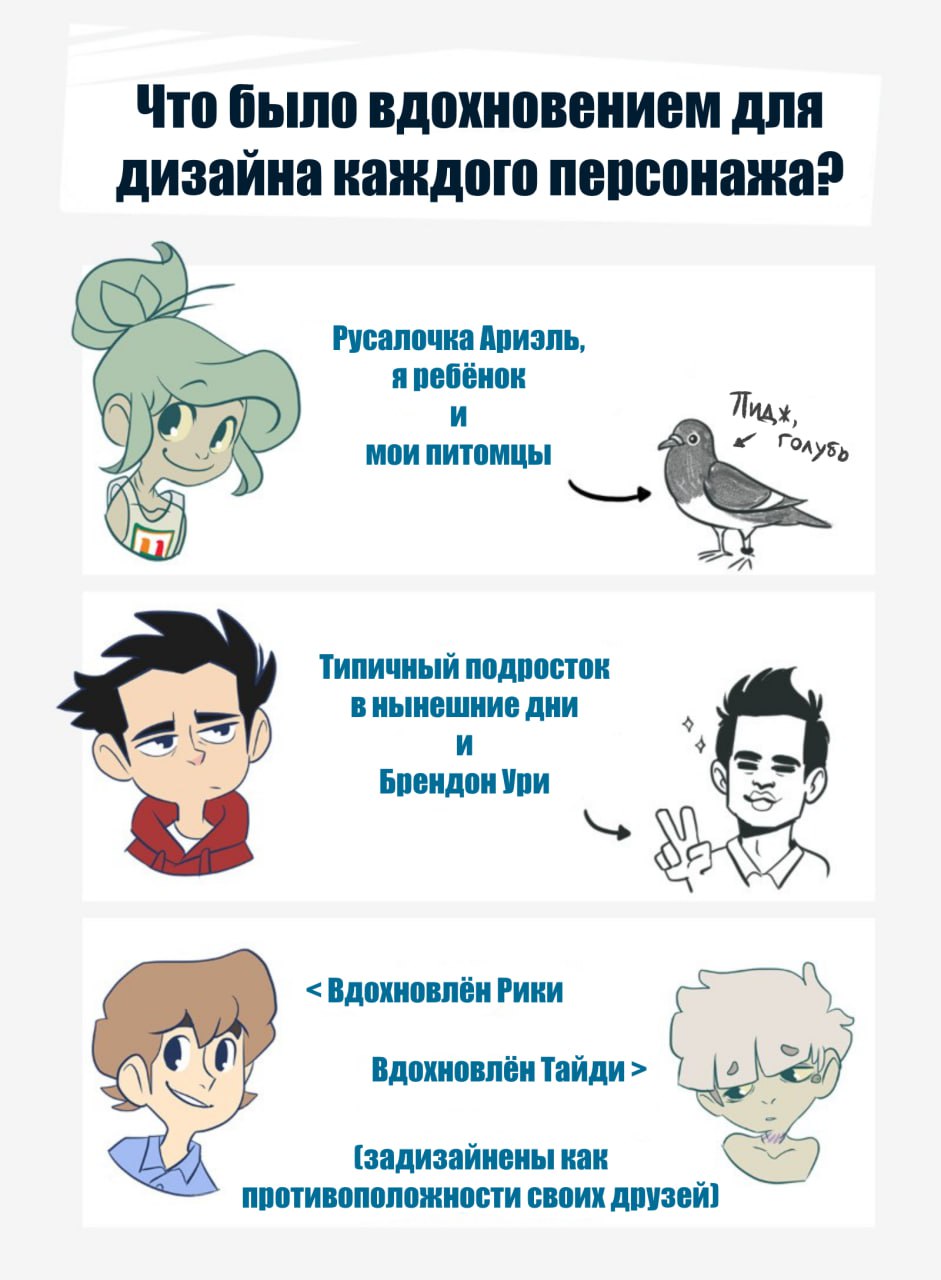 Что было вдохновением для
дизайна каждого персонажа?
Русалочка Ариэль,
я ребёнок
и
мои питомцы
Пидж,
голубь
Типичный подросток
в нынешние дни
и
Брендон Ури
< Вдохновлён Рики
Вдохновлён Тайди >
(задизайнены как
противоположности своих друзей)